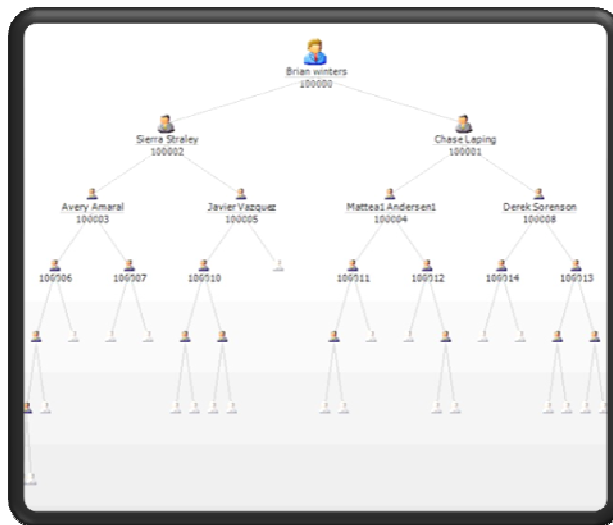 Brian winters
100000
Sierra Straley
100002
Chase Laping
100001
Avery Amaral
100003
Javier Vazquez
100005
Mattea1 Andersen1
100004
Derek Sorenson
100008
100006
100007
100010
100011
100012
100014
100013